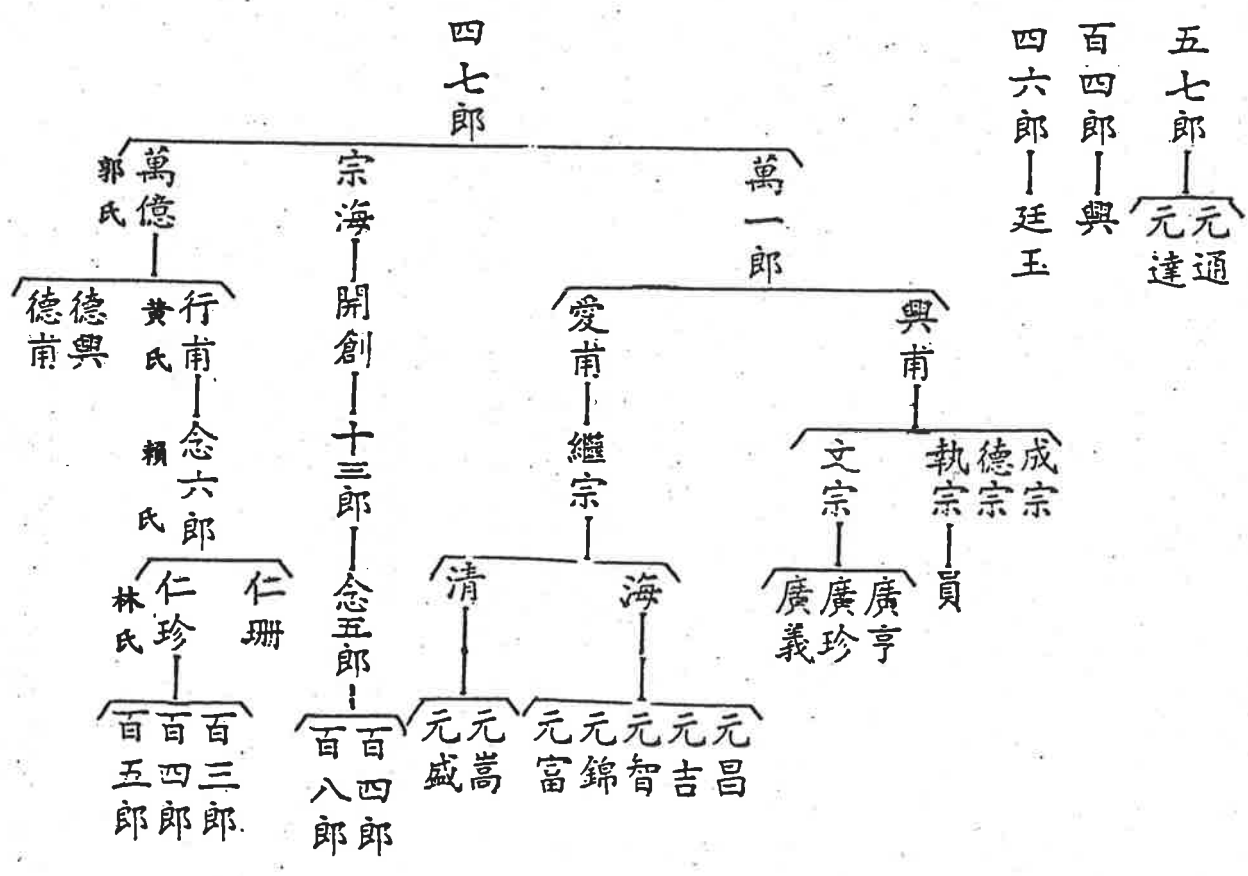 五七郎
元通
元達
百四郎
興
四六郎
廷玉
四七郎
萬一郎
宗海
萬億
郭氏
興甫
愛甫
開創
行甫
黄氏
德興
德甫
成宗
德宗
執宗
文宗
繼宗
十三郎
念六郎
賴氏
員
廣亨
廣珍
廣義
海
清
念五郎
仁珊
仁珍
林氏
元昌
元吉
元智
元錦
元富
元嵩
元盛
百四郎
百八郎
百三郎
百四郎
百五郎